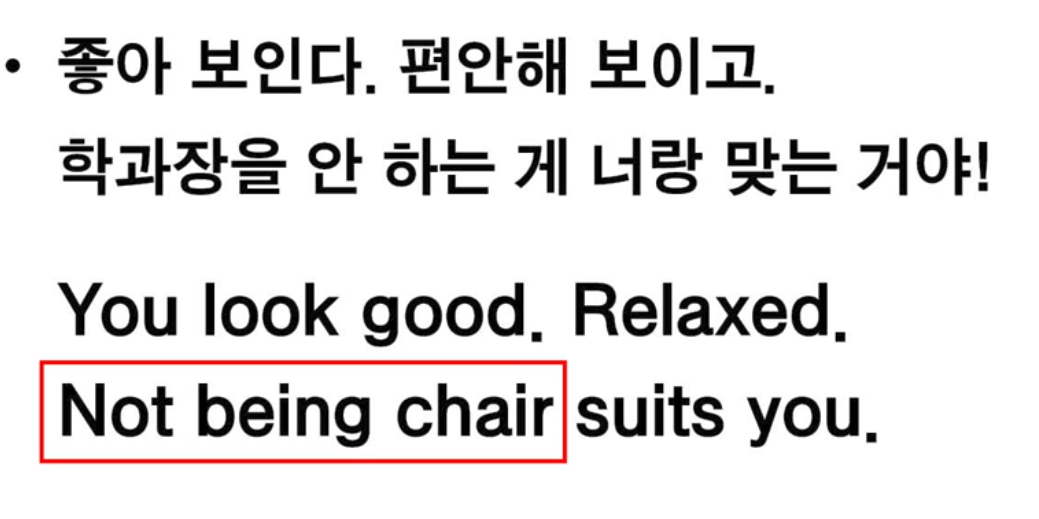 • 좋아 보인다. 편안해 보이고.
학과장을 안 하는 게 너랑 맞는 거야!
You look good. Relaxed.
Not being chair suits you.